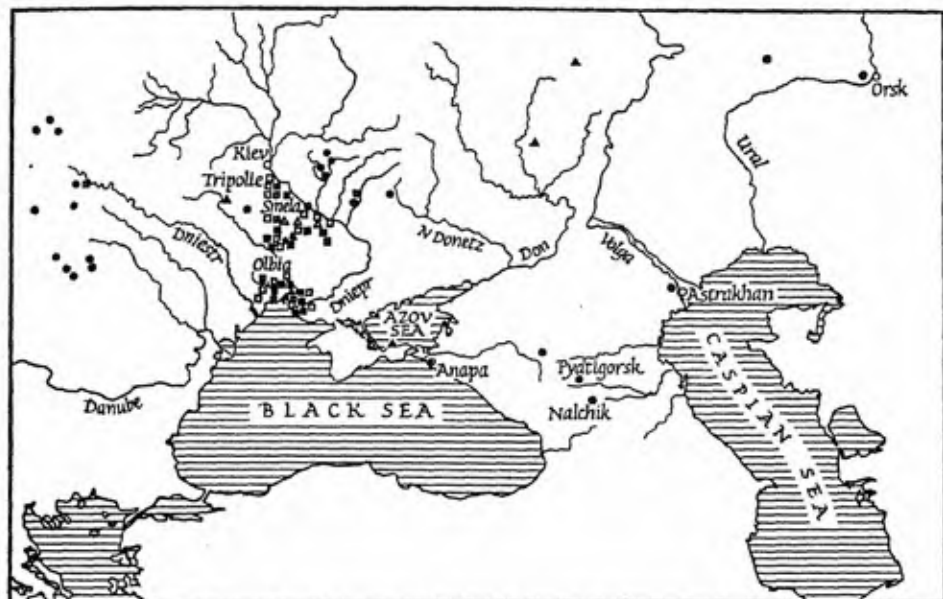 Orsk
Ural
Kiev
Tripolle
Smela
N Donetz
Don
Volga
Dniestr
Olbia
Dniepr
Astrakhan
AZOV
SEA
Pyatigorsk
Anapa
Nalchik
Danube
BLACK SEA
CASPIAN SEA